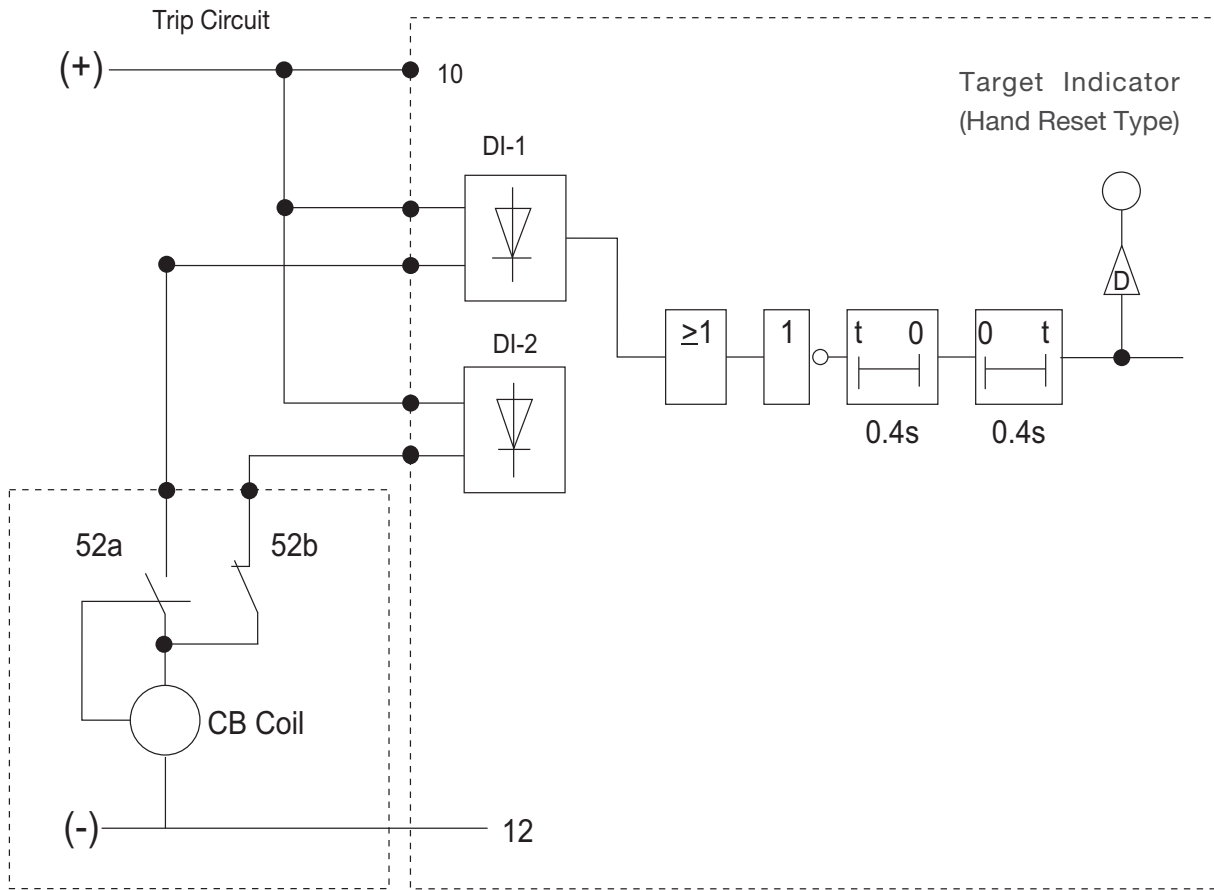 Trip Circuit
(+)
10
Target Indicator
(Hand Reset Type)
DI-1
D
≥1
1
t 0
0 t
DI-2
0.4s
0.4s
52a
52b
CB Coil
(-)
12